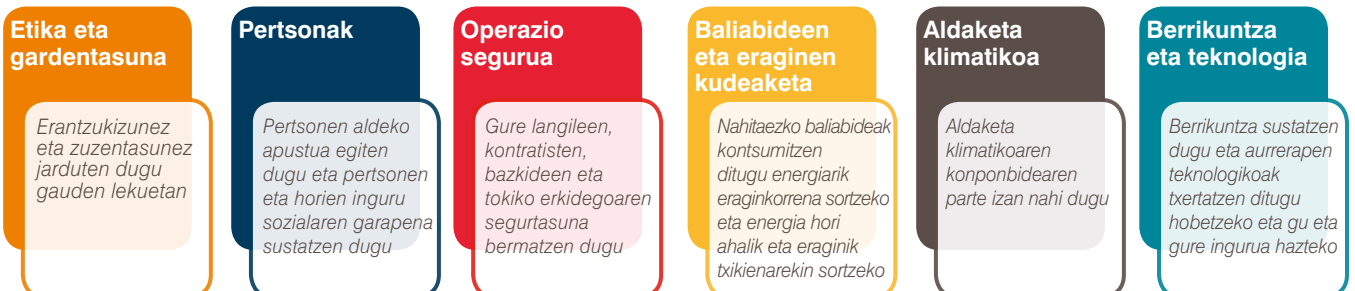 Etika eta
gardentasuna
Erantzukizunez
eta zuzentasunez
jarduten dugu
gauden lekuetan
Pertsonak
Pertsonen aldeko
apustua egiten
dugu eta pertsonen
eta horien inguru
sozialaren garapena
sustatzen dugu
Operazio
segurua
Gure langileen,
kontratisten,
bazkideen eta
tokiko erkidegoaren
segurtasuna
bermatzen dugu
Baliabideen
eta eraginen
kudeaketa
Nahitaezko baliabideak
kontsumitzen
ditugu energiarik
eraginkorrena sortzeko
eta energia hori
ahalik eta eraginik
txikienarekin sortzeko
Aldaketa
klimatikoa
Aldaketa
klimatikoaren
konponbidearen
parte izan nahi dugu
Berrikuntza
eta teknologia
Berrikuntza sustatzen
dugu eta aurrerapen
teknologikoak
txertatzen ditugu
hobetzeko eta gu eta
gure ingurua hazteko